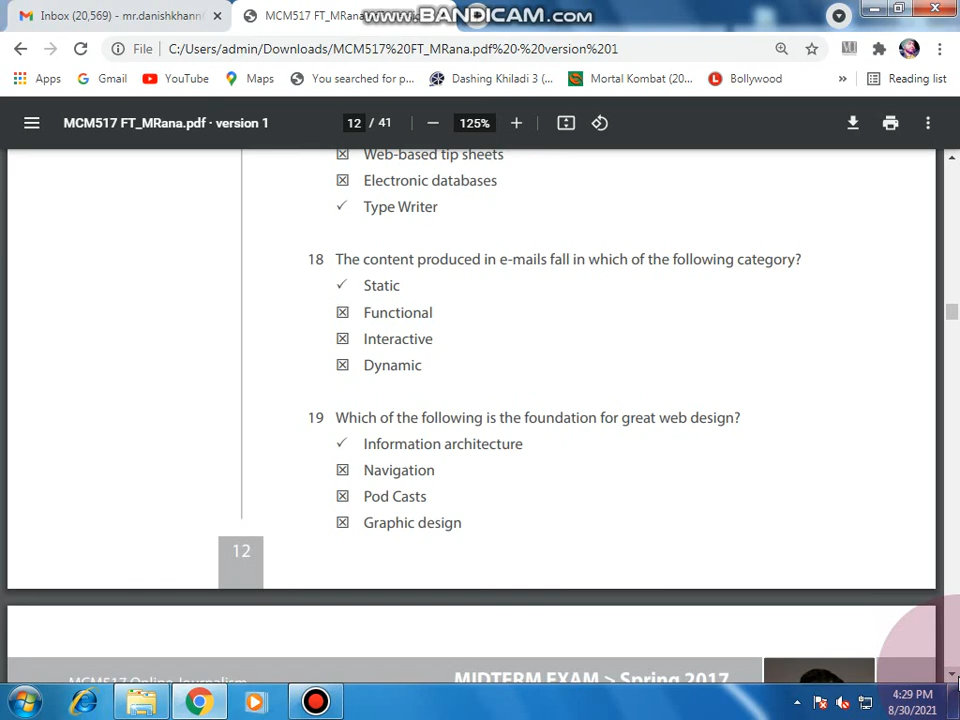 Inbox (20,569) - mr.danishkhann
MCM517 FT_MRana
www.BANDICAM.com
File
C:/Users/admin/Downloads/MCM517%20FT_MRana.pdf%20·%20version%201
Apps
Gmail
YouTube
Maps
You searched for p...
Dashing Khiladi 3 (...
Mortal Kombat (20...
Bollywood
»
Reading list
MCM517 FT_MRana.pdf · version 1
12 / 41
125%
Web-based tip sheets
Electronic databases
Type Writer
18 The content produced in e-mails fall in which of the following category?
Static
Functional
Interactive
Dynamic
19 Which of the following is the foundation for great web design?
Information architecture
Navigation
Pod Casts
Graphic design
12
MCM517 Online Journalism
MIDTERM EXAM > Spring 2017
4:29 PM
8/30/2021